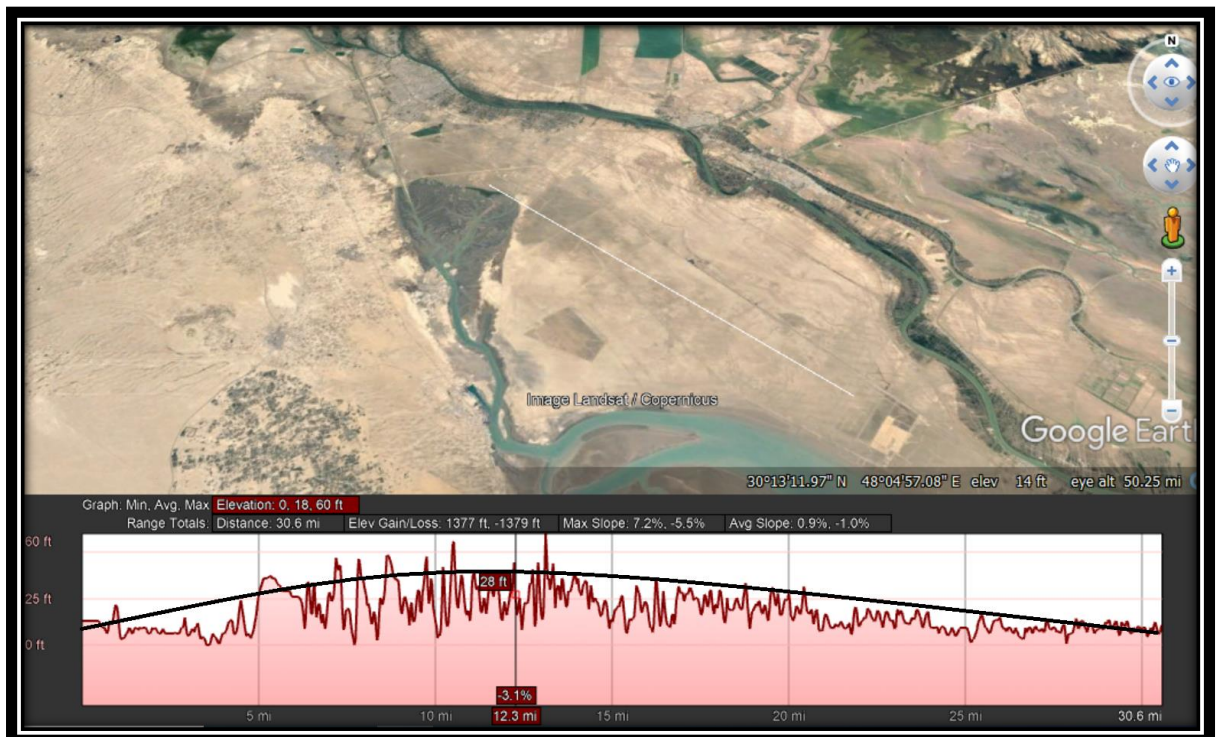 N
Image Landsat / Copernicus
Google Eart
30°13'11.97" N 48°04'57.08" E elev 14 ft eye alt 50.25 mi
Graph: Min, Avg, Max Elevation: 0, 18, 60 ft
Range Totals: Distance: 30.6 mi Elev Gain/Loss: 1377 ft, -1379 ft Max Slope: 7.2%, -5.5% Avg Slope: 0.9%, -1.0%
60 ft
28 ft
25 ft
0 ft
-3.1%
5 mi 10 mi 12.3 mi 15 mi 20 mi 25 mi 30.6 mi